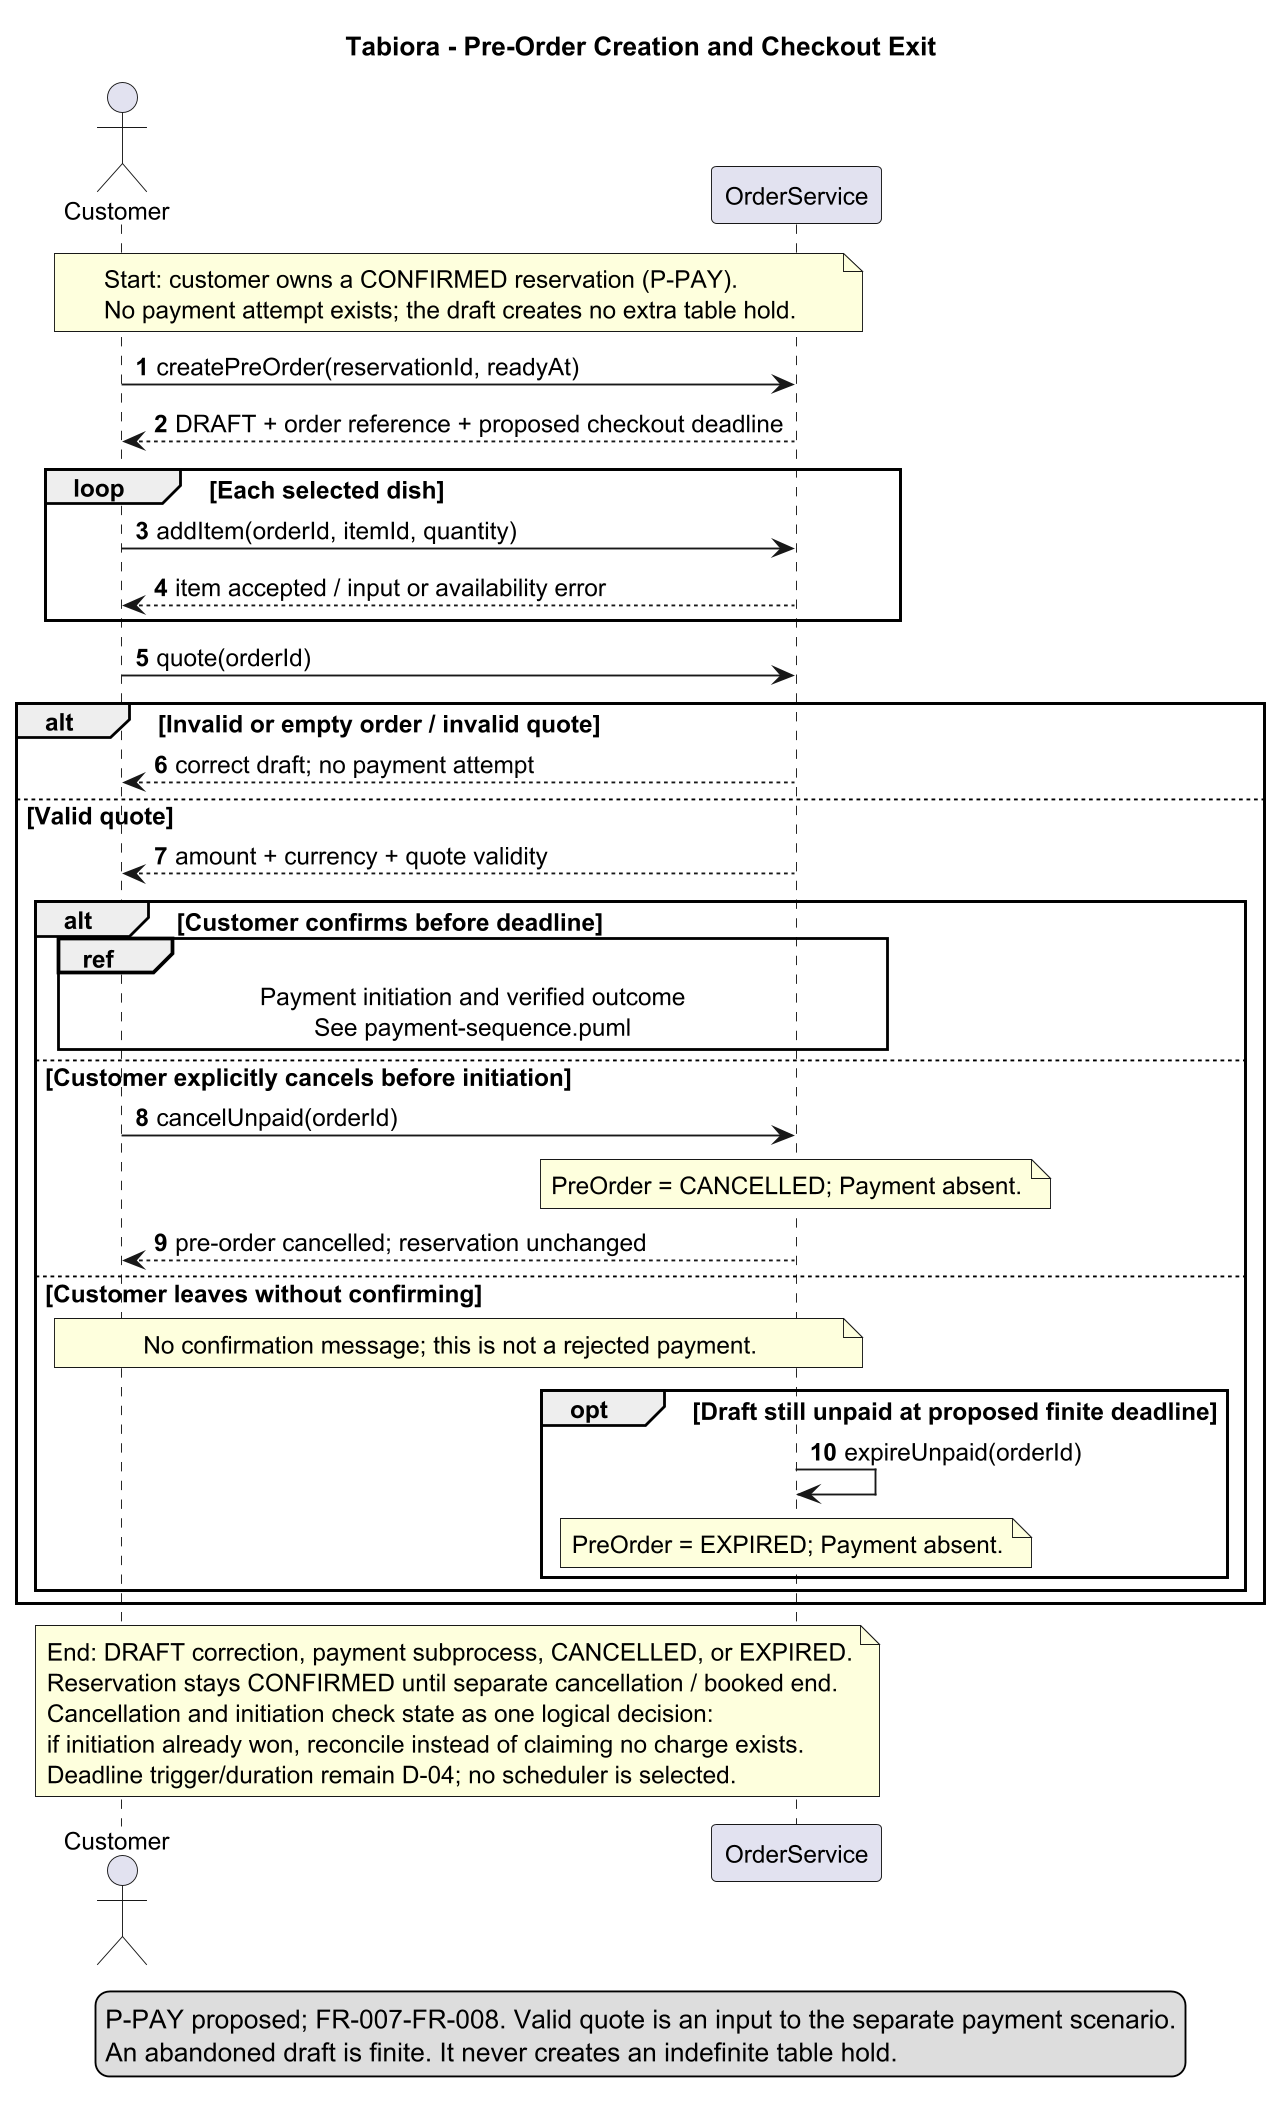 Tabiora - Pre-Order Creation and Checkout Exit
Customer
OrderService
Start: customer owns a CONFIRMED reservation (P-PAY).
No payment attempt exists; the draft creates no extra table hold.
1 createPreOrder(reservationId, readyAt)
2 DRAFT + order reference + proposed checkout deadline
loop [Each selected dish]
3 addItem(orderId, itemId, quantity)
4 item accepted / input or availability error
5 quote(orderId)
alt [Invalid or empty order / invalid quote]
6 correct draft; no payment attempt
[Valid quote]
7 amount + currency + quote validity
alt [Customer confirms before deadline]
ref
Payment initiation and verified outcome
See payment-sequence.puml
[Customer explicitly cancels before initiation]
8 cancelUnpaid(orderId)
PreOrder = CANCELLED; Payment absent.
9 pre-order cancelled; reservation unchanged
[Customer leaves without confirming]
No confirmation message; this is not a rejected payment.
opt [Draft still unpaid at proposed finite deadline]
10 expireUnpaid(orderId)
PreOrder = EXPIRED; Payment absent.
End: DRAFT correction, payment subprocess, CANCELLED, or EXPIRED.
Reservation stays CONFIRMED until separate cancellation / booked end.
Cancellation and initiation check state as one logical decision:
if initiation already won, reconcile instead of claiming no charge exists.
Deadline trigger/duration remain D-04; no scheduler is selected.
Customer
OrderService
P-PAY proposed; FR-007-FR-008. Valid quote is an input to the separate payment scenario.
An abandoned draft is finite. It never creates an indefinite table hold.